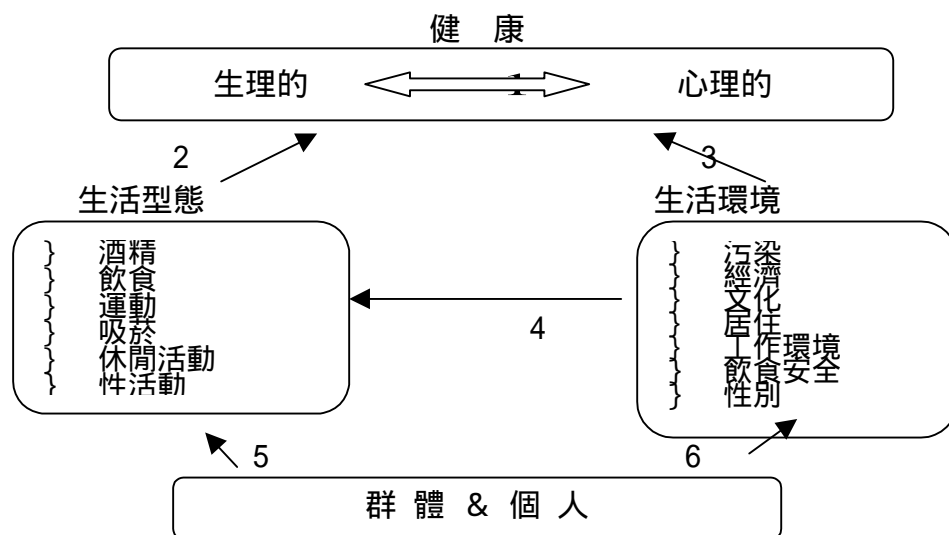 健 康
生理的 1 心理的
2 3
生活型態 生活環境
} 酒精
} 飲食
} 運動
} 吸菸
} 休閒活動
} 性活動
4
} 污染
} 經濟
} 文化
} 居住
} 工作環境
} 飲食安全
} 性別
5 6
群 體 & 個 人